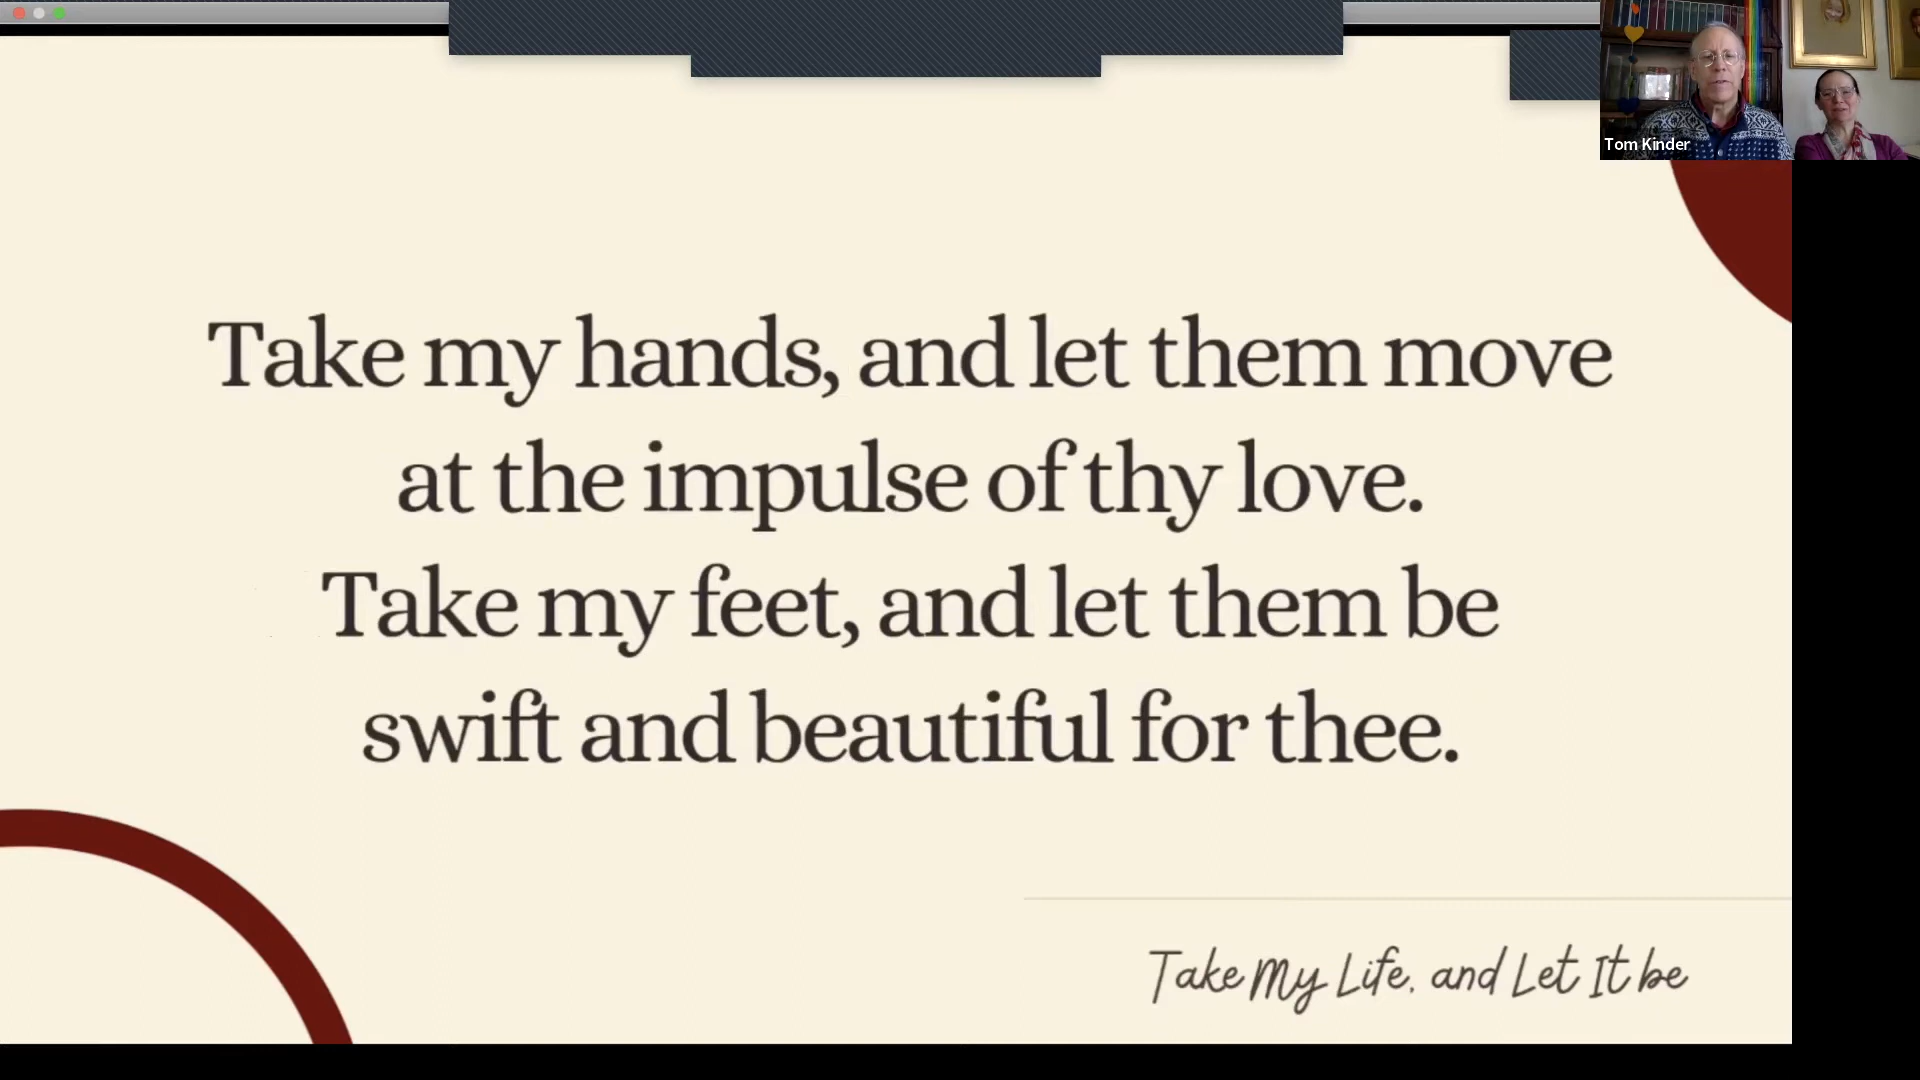 Tom Kinder
Take my hands, and let them move
at the impulse of thy love.
Take my feet, and let them be
swift and beautiful for thee.
Take My Life, and Let It be